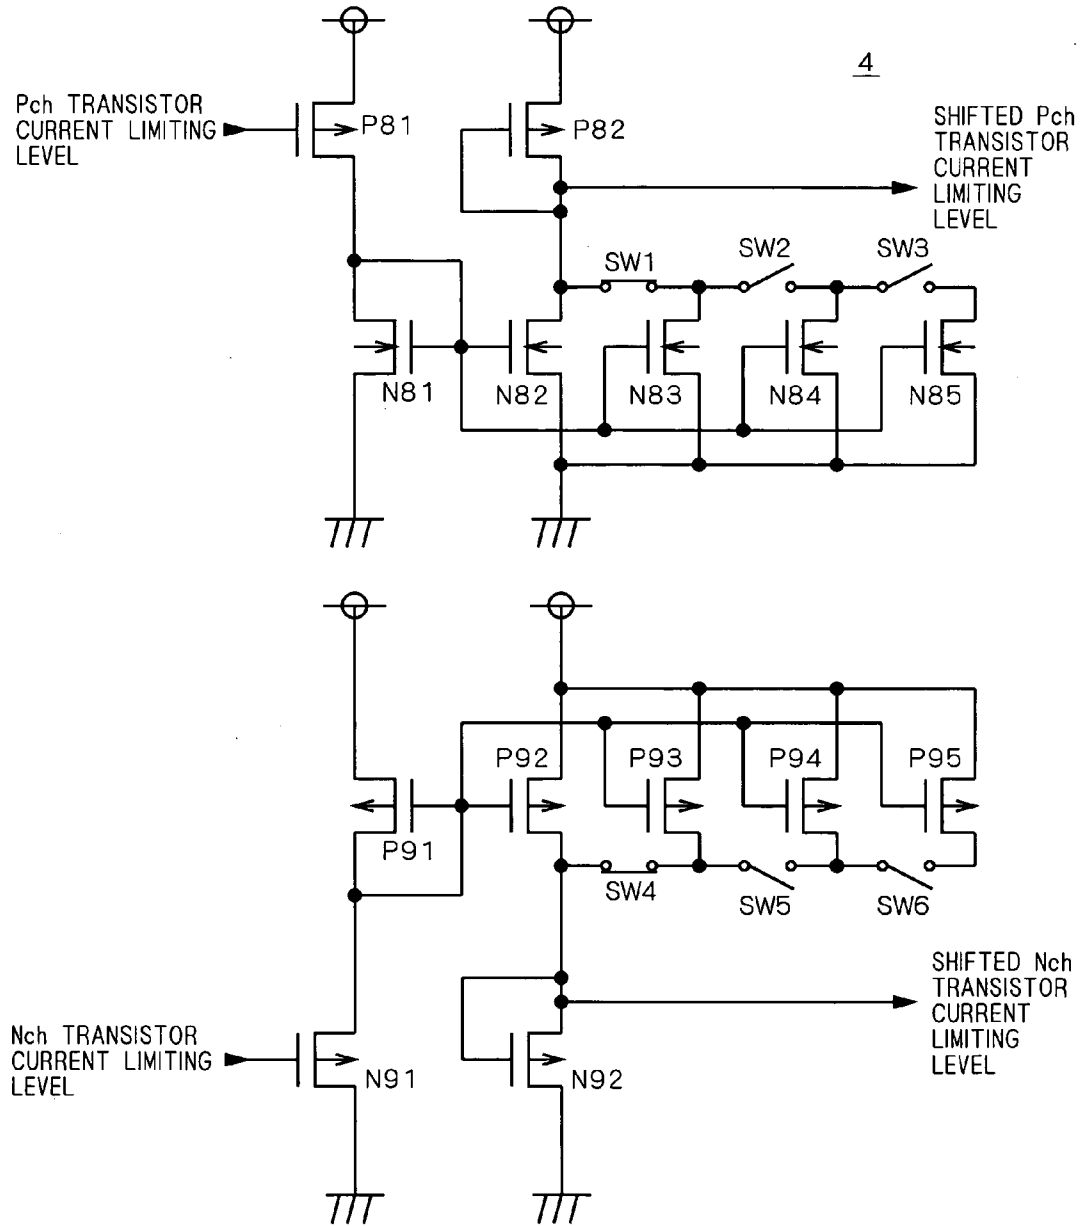 4
Pch TRANSISTOR
CURRENT LIMITING
LEVEL
P81
P82
SHIFTED Pch
TRANSISTOR
CURRENT
LIMITING
LEVEL
SW1
SW2
SW3
N81
N82
N83
N84
N85
P92
P93
P94
P95
P91
SW4
SW5
SW6
SHIFTED Nch
TRANSISTOR
CURRENT
LIMITING
LEVEL
Nch TRANSISTOR
CURRENT LIMITING
LEVEL
N91
N92